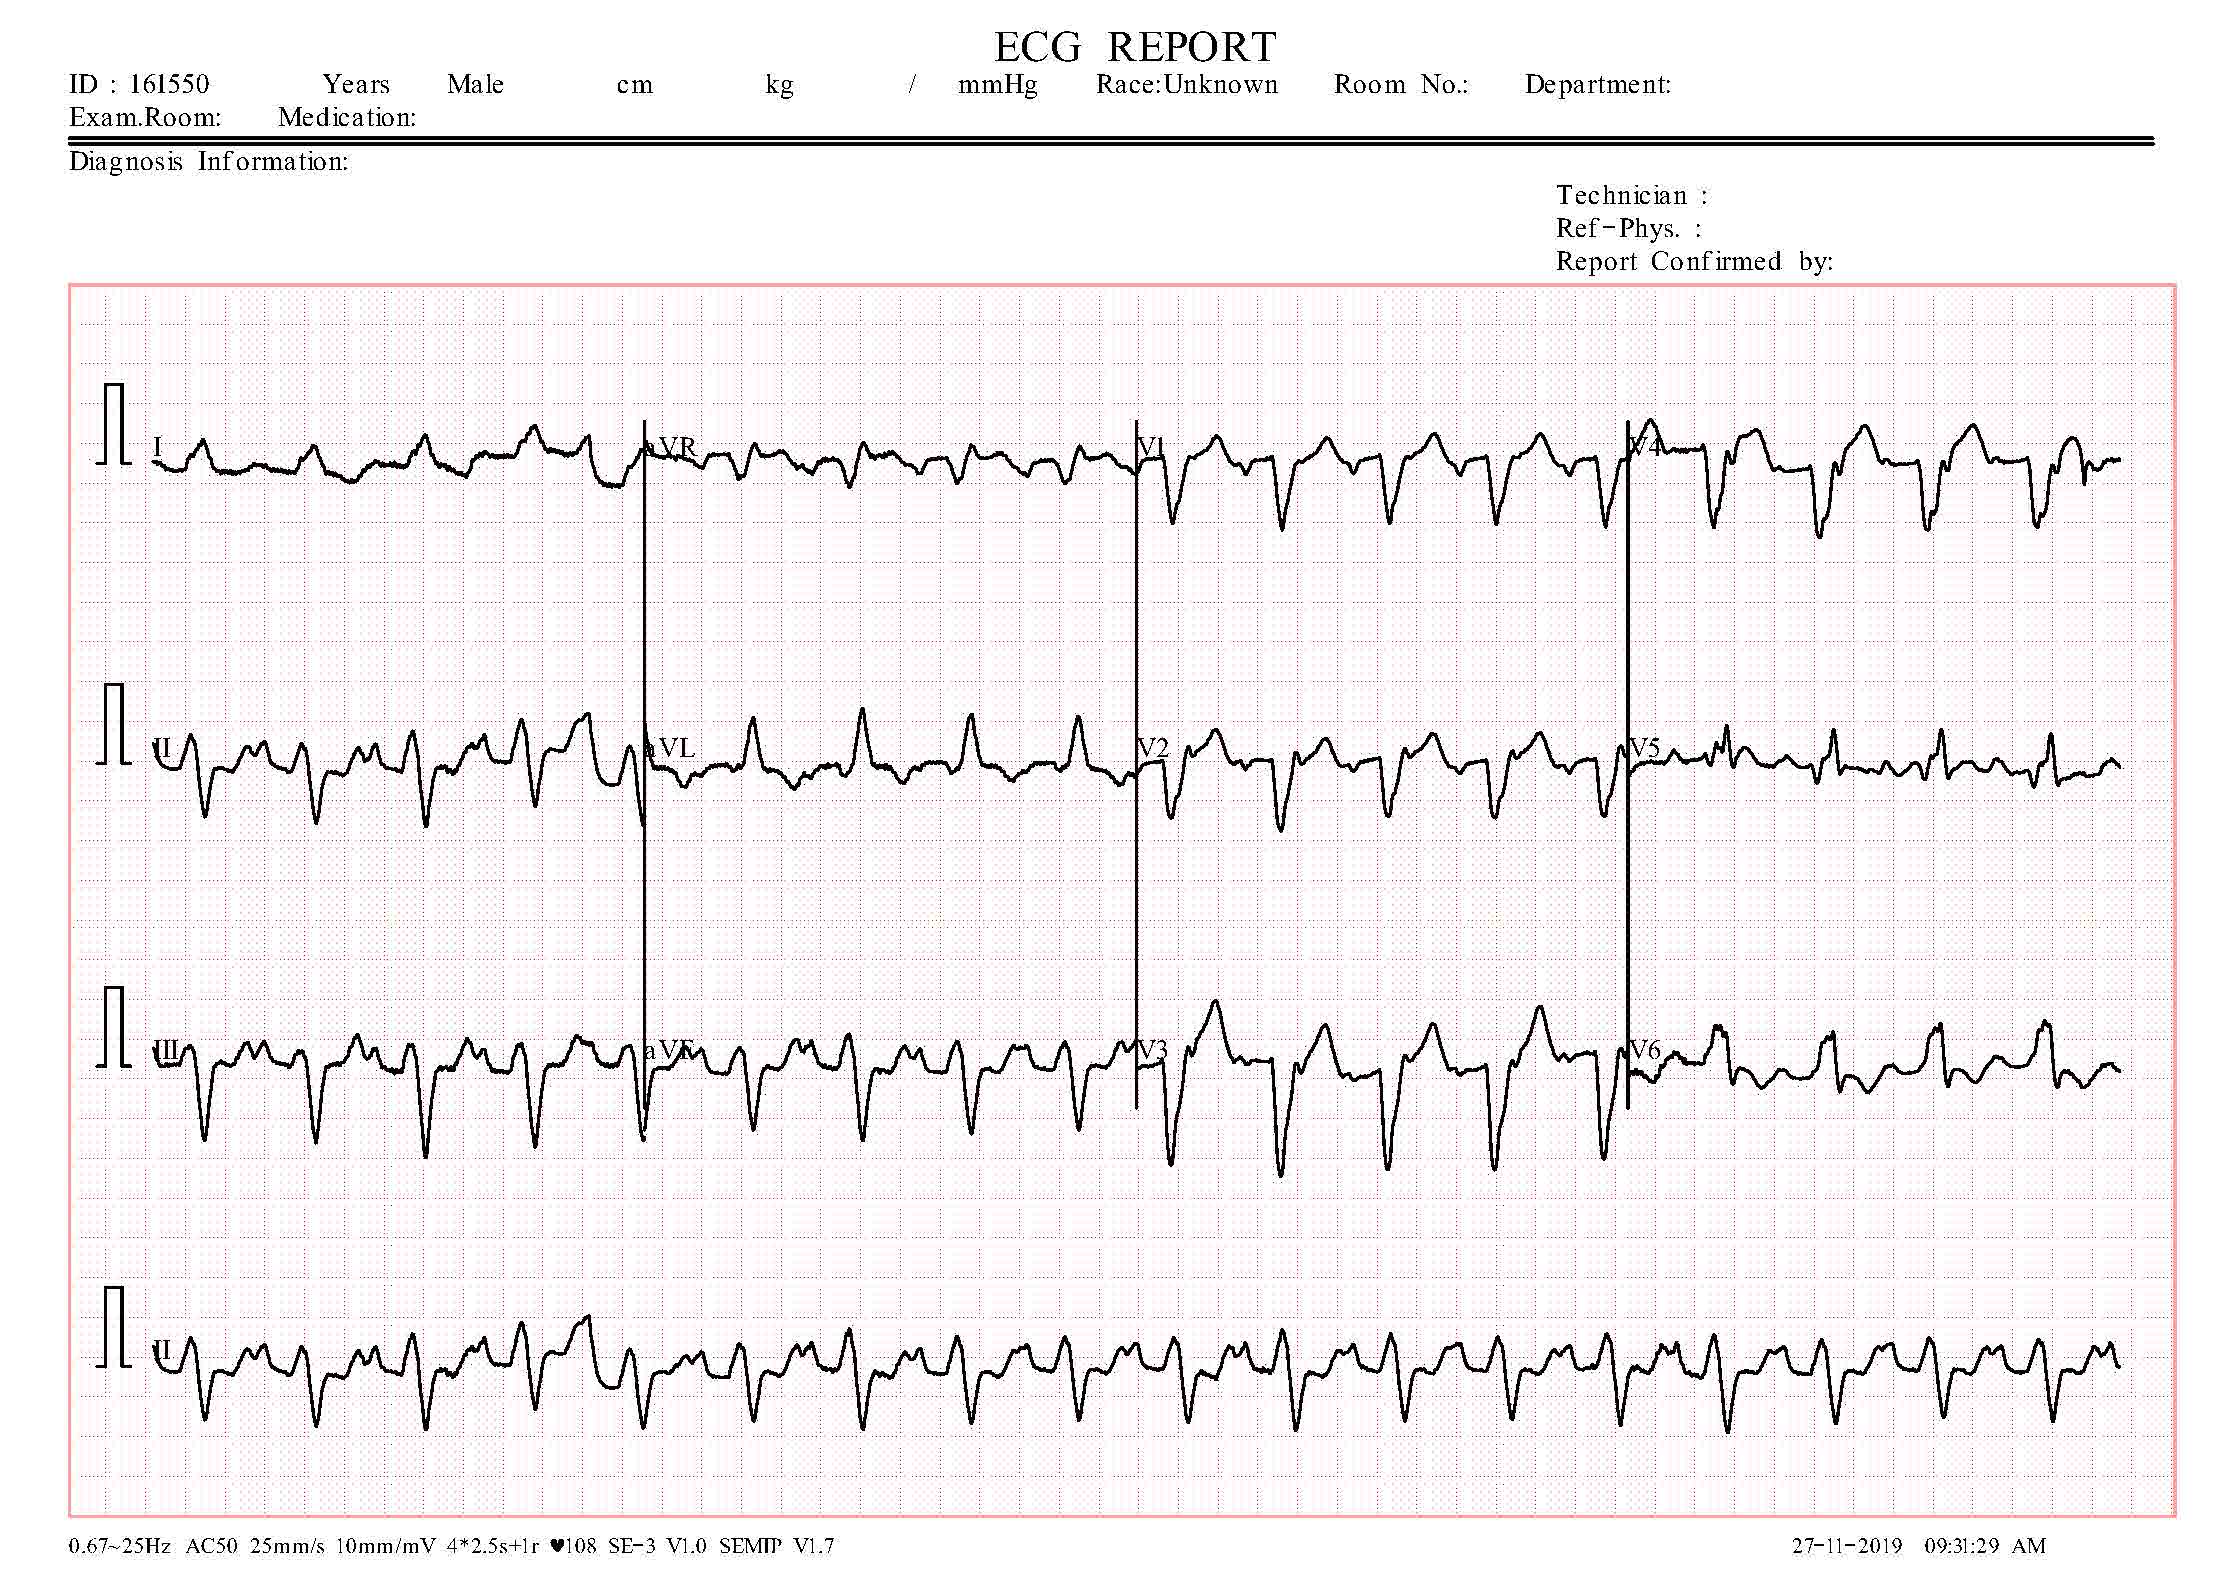 ECG REPORT
ID : 161550 Years Male cm kg / mmHg Race:Unknown Room No.: Department:
Exam.Room: Medication:
Diagnosis Information:
Technician :
Ref-Phys. :
Report Confirmed by:
I aVR V1 V4
II aVL V2 V5
III aVF V3 V6
II
0.67~25Hz AC50 25mm/s 10mm/mV 4*2.5s+1r ♥108 SE-3 V1.0 SEMIP V1.7 27-11-2019 09:31:29 AM